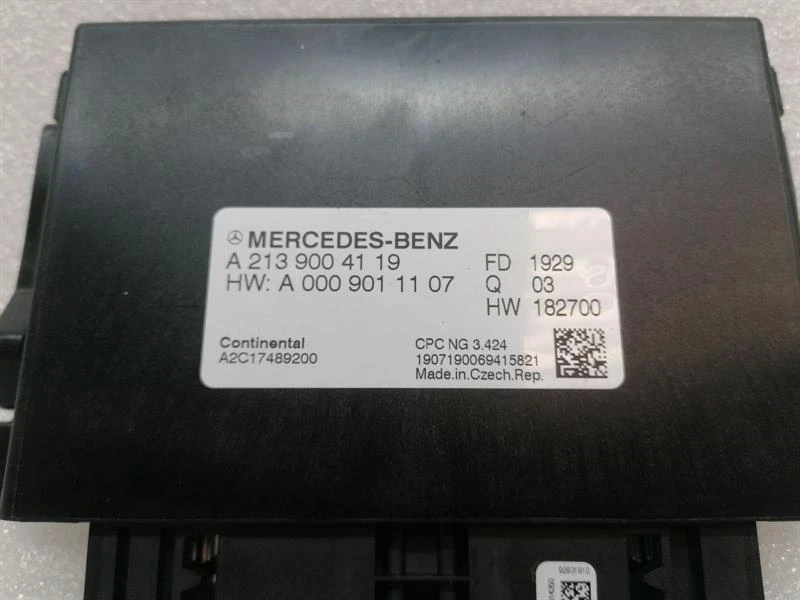 MERCEDES-BENZ
A 213 900 41 19 FD 1929
HW: A 000 901 11 07 Q 03
HW 182700
Continental CPC NG 3.424
A2C17489200 1907190069415821
Made.in.Czech.Rep.